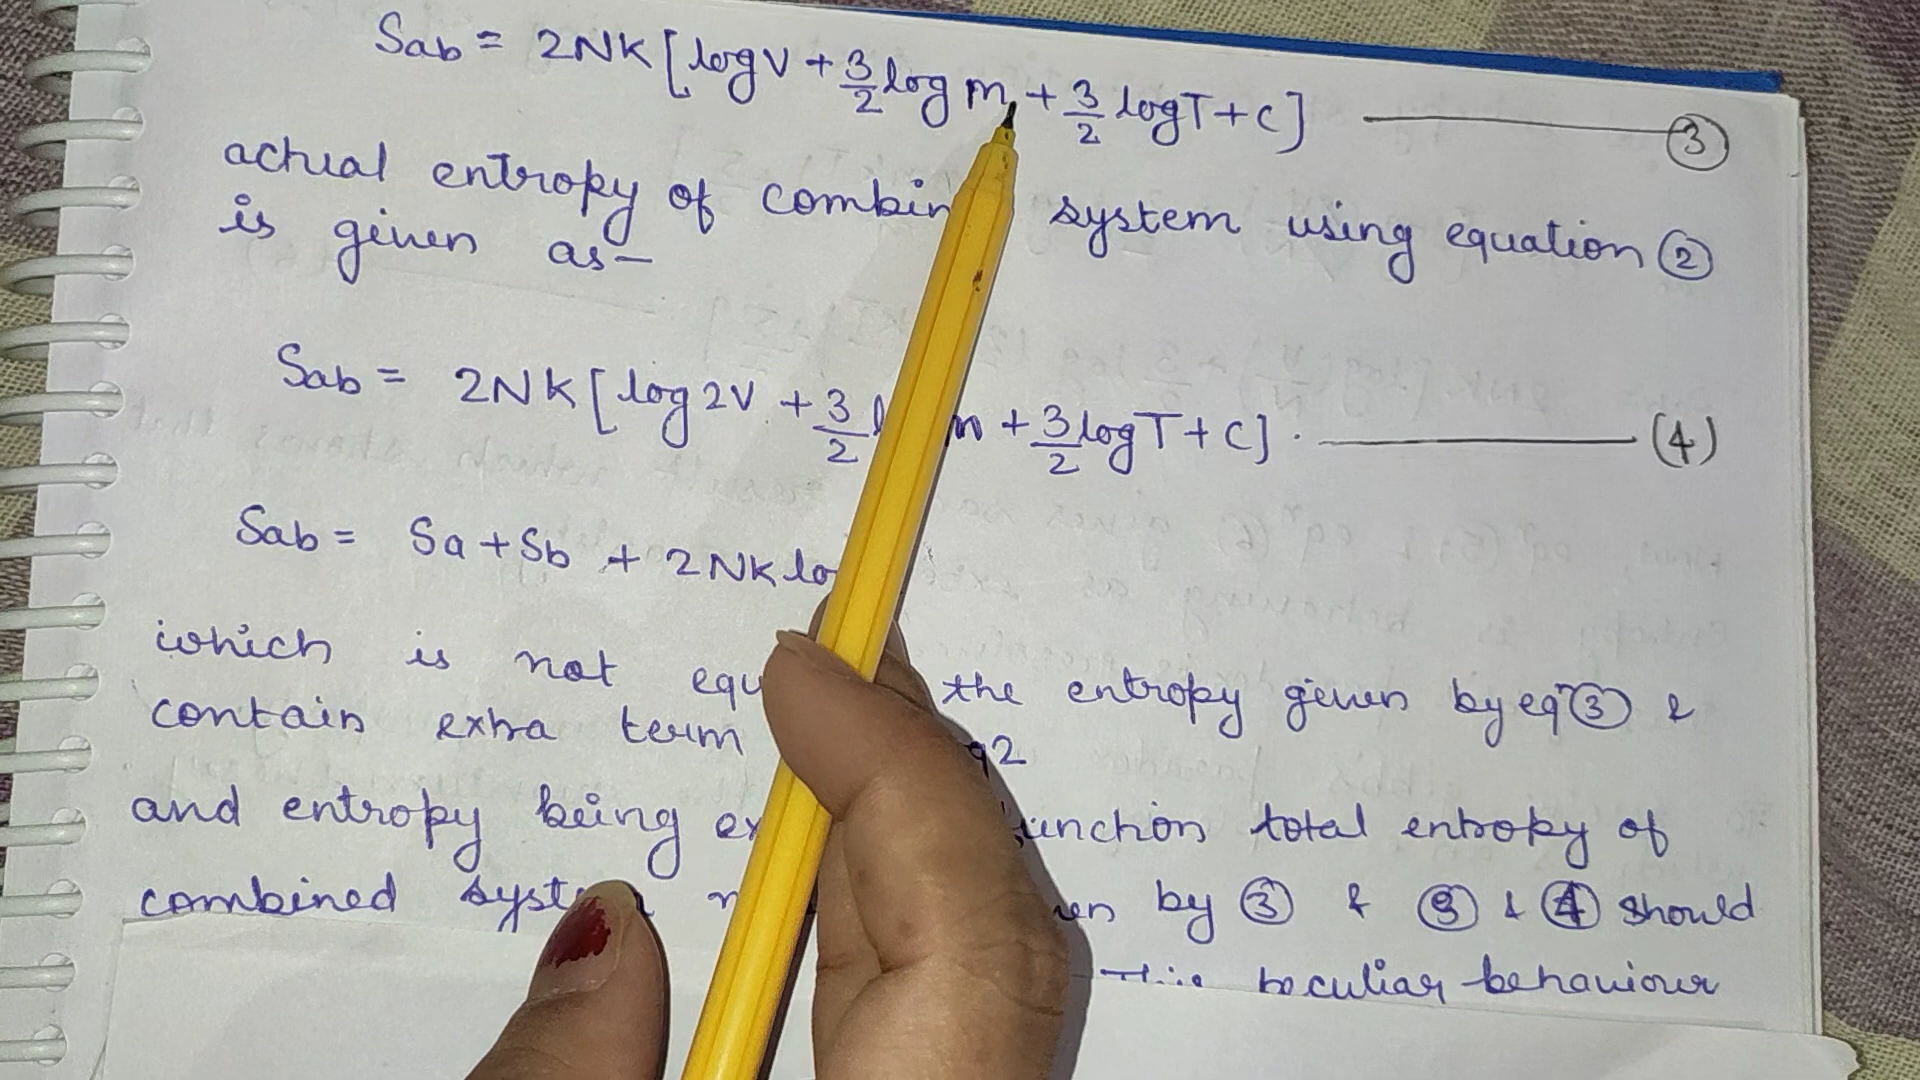 Sab = 2NK [log V + 3/2 log m + 3/2 log T + C] ——— ③
actual entropy of combin system using equation ②
is given as —
Sab = 2NK [log 2V + 3/2 m + 3/2 log T + C]. ——— (4)
Sab = Sa + Sb + 2NK lo
which is not equ the entropy given by eqⁿ ③ &
contain extra term g2
and entropy being ex unction total entropy of
combined syste by ③ & ③ & ④ should
peculiar behaviour